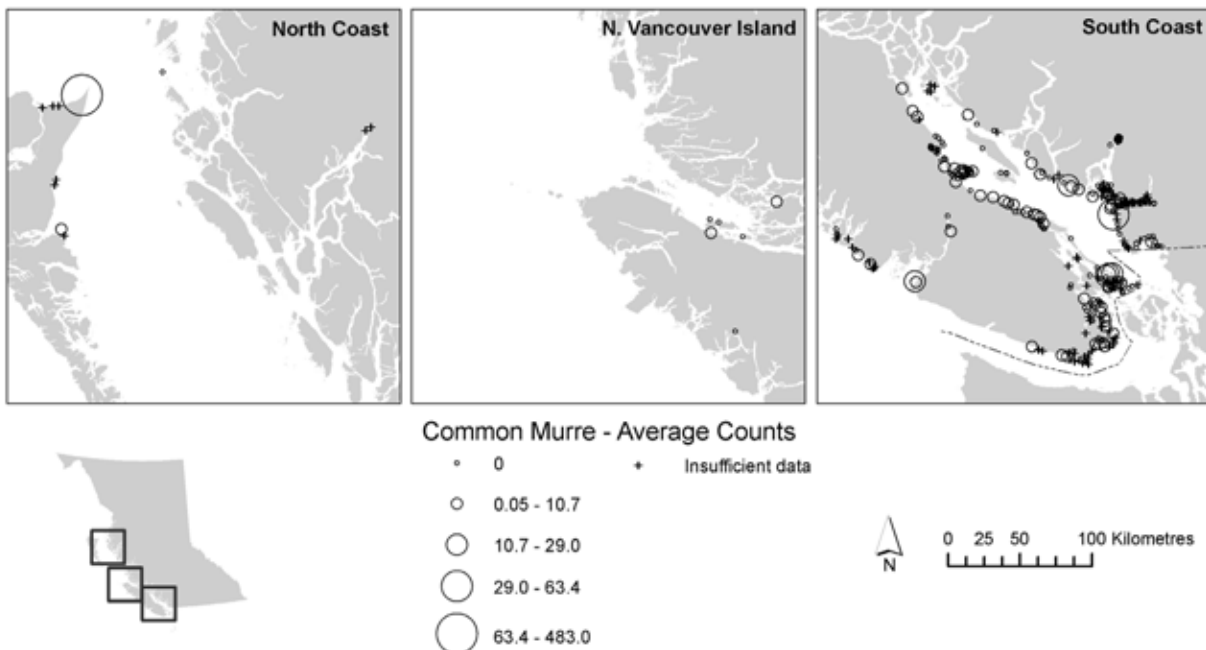 North Coast
N. Vancouver Island
South Coast
Common Murre - Average Counts
0
Insufficient data
0.05 - 10.7
10.7 - 29.0
29.0 - 63.4
63.4 - 483.0
N
0 25 50 100 Kilometres